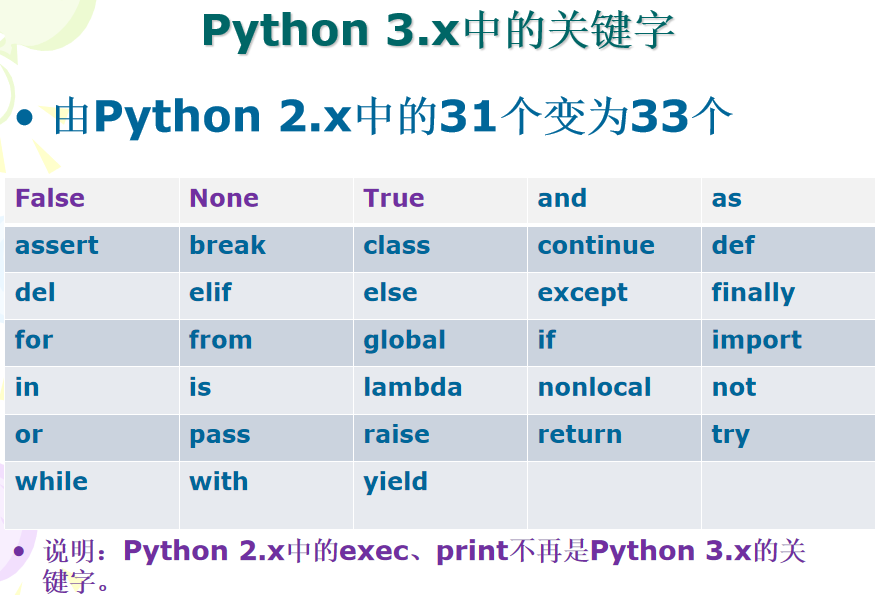 Python 3.x中的关键字
• 由Python 2.x中的31个变为33个
False None True and as
assert break class continue def
del elif else except finally
for from global if import
in is lambda nonlocal not
or pass raise return try
while with yield
• 说明：Python 2.x中的exec、print不再是Python 3.x的关
键字。